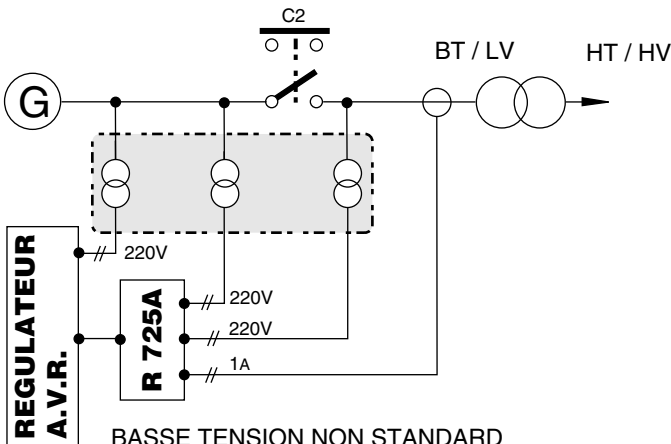 C2
BT / LV
HT / HV
G
220V
220V
220V
1A
REGULATEUR
A.V.R.
R 725A
BASSE TENSION NON STANDARD